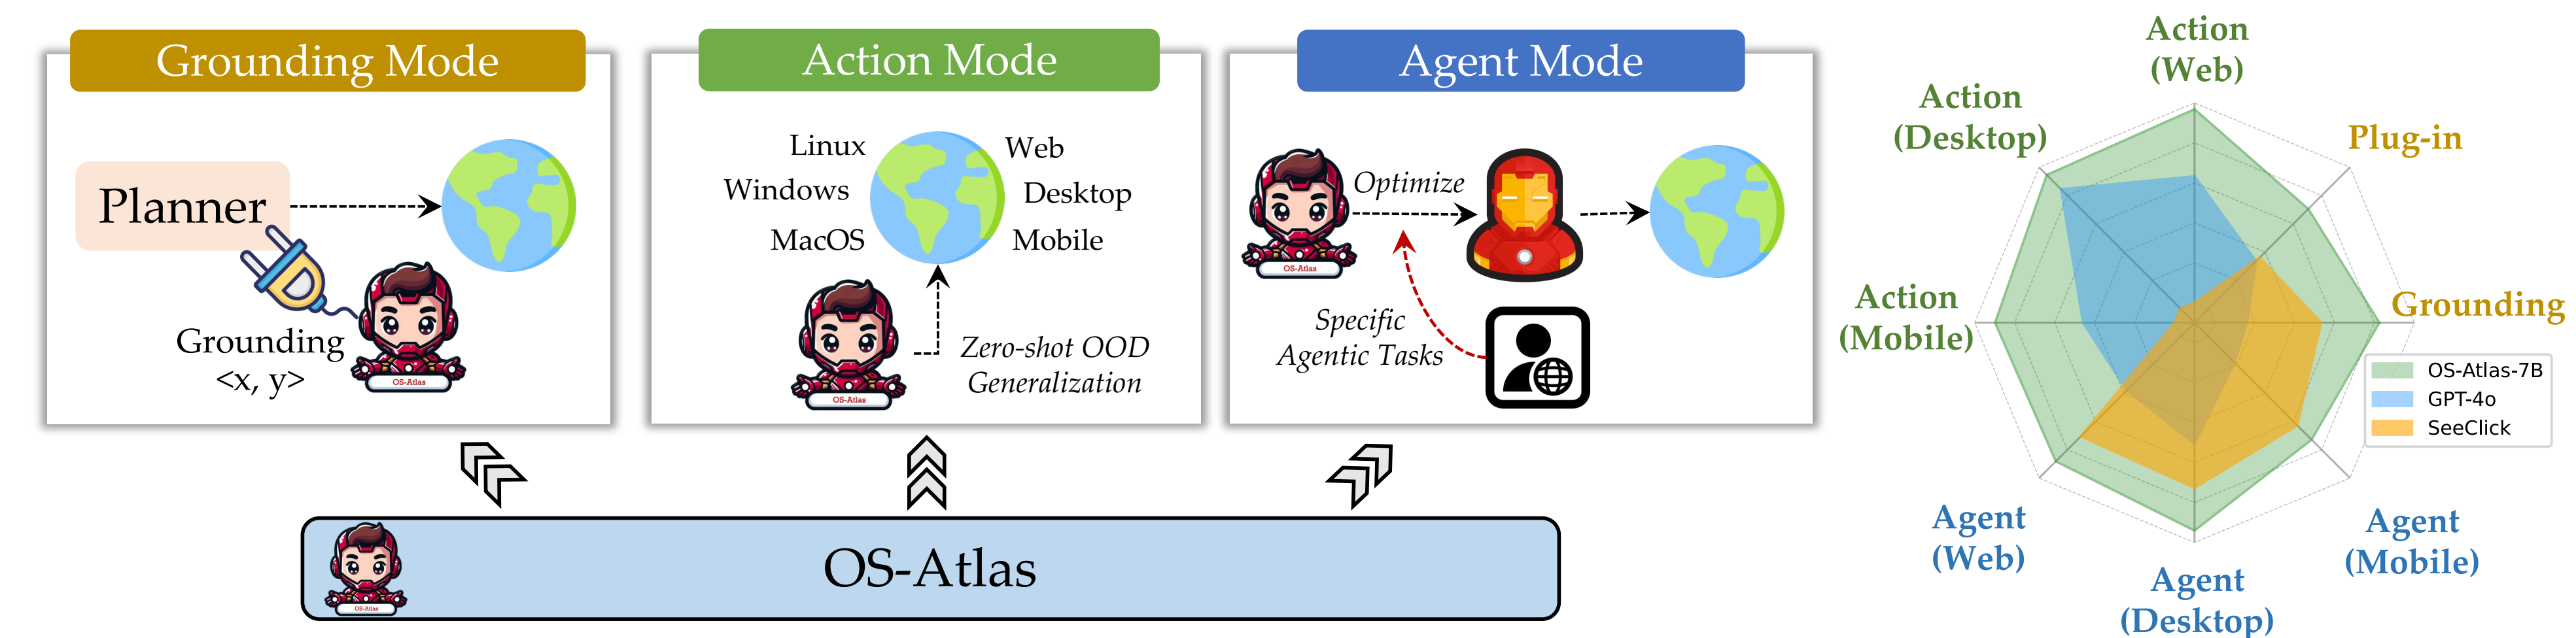 Grounding Mode
Planner
Grounding
<x, y>
OS-Atlas
Action Mode
Linux
Windows
MacOS
Web
Desktop
Mobile
OS-Atlas
Zero-shot OOD
Generalization
Agent Mode
OS-Atlas
Optimize
Specific
Agentic Tasks
OS-Atlas
OS-Atlas
Action
(Web)
Action
(Desktop)
Plug-in
Action
(Mobile)
Grounding
OS-Atlas-7B
GPT-4o
SeeClick
Agent
(Web)
Agent
(Desktop)
Agent
(Mobile)